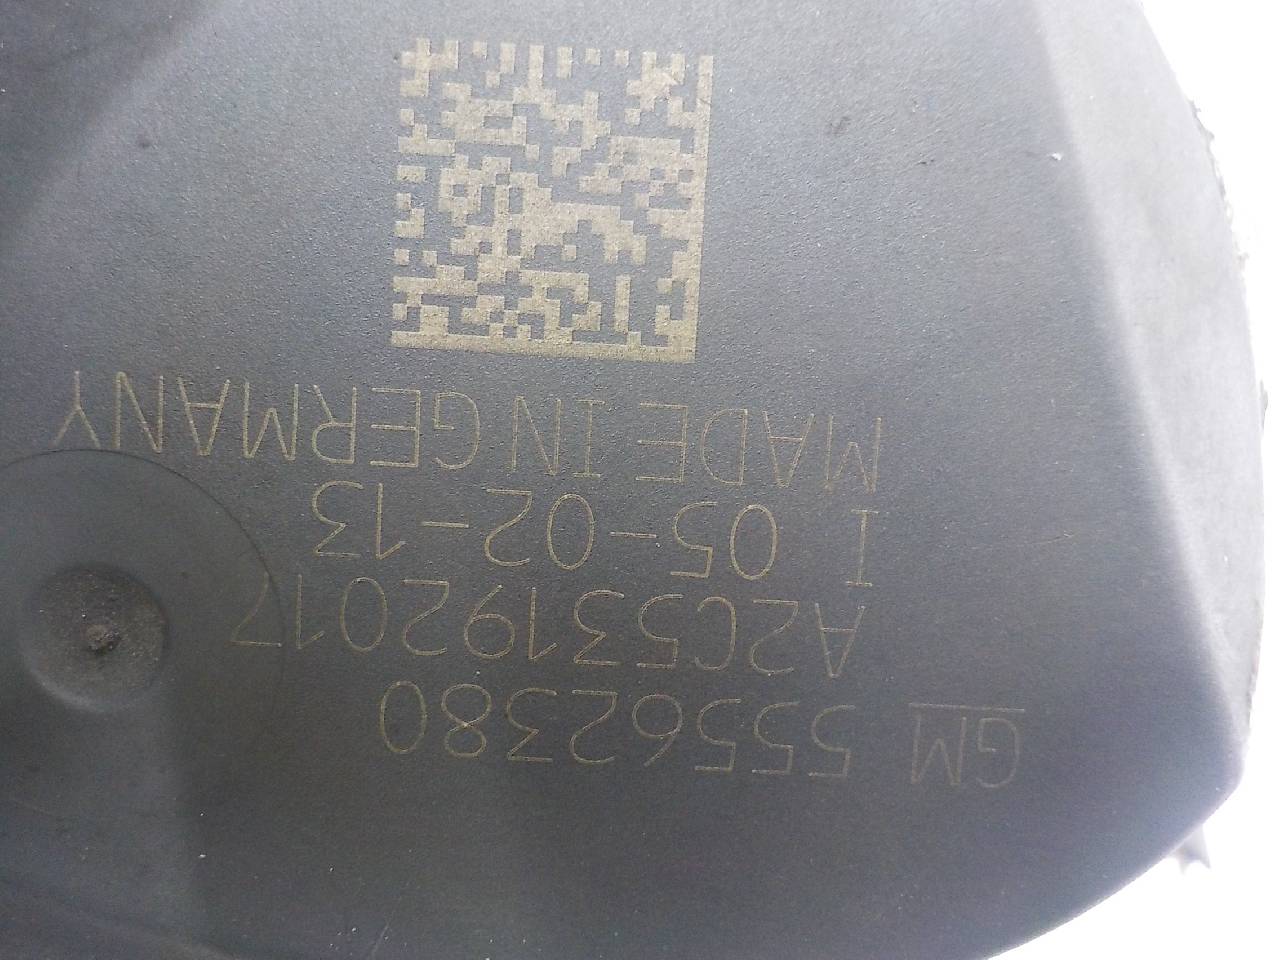 GM 55562380
A2C53192017
I 05-02-13
MADE IN GERMANY